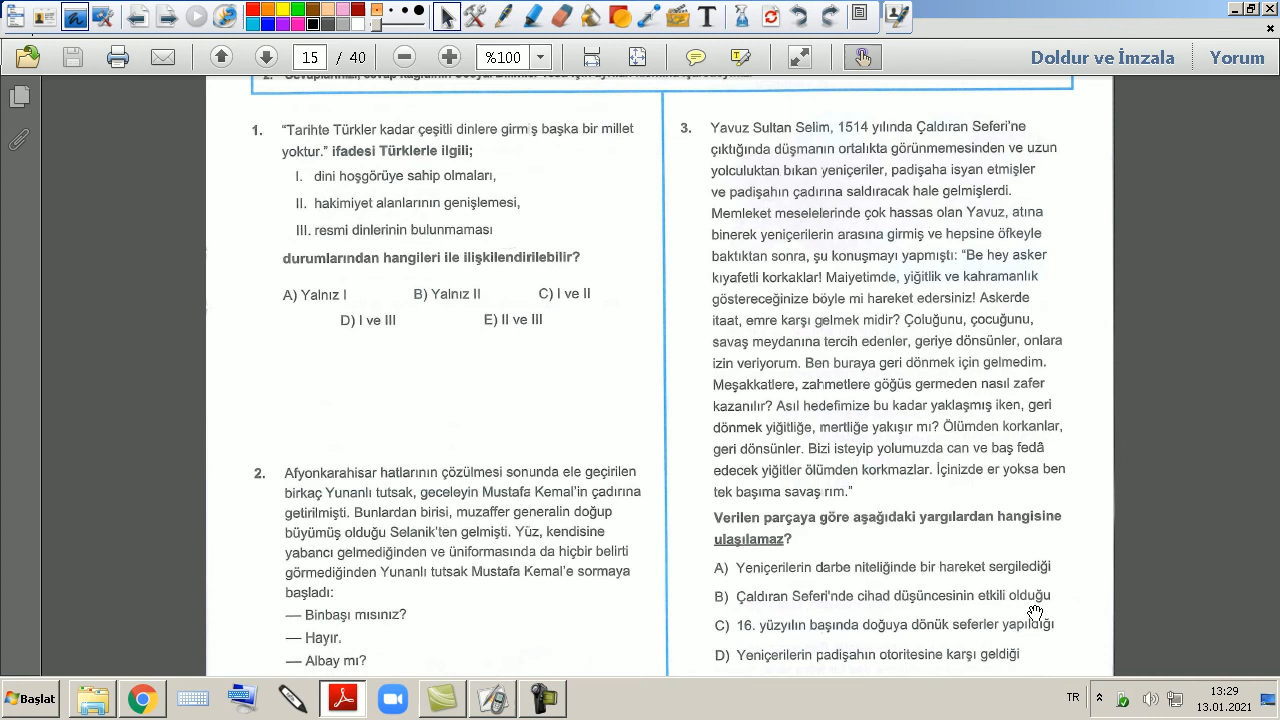 15 / 40
%100
Doldur ve İmzala
Yorum
1. "Tarihte Türkler kadar çeşitli dinlere girmiş başka bir millet
yoktur." ifadesi Türklerle ilgili;
I. dini hoşgörüye sahip olmaları,
II. hakimiyet alanlarının genişlemesi,
III. resmi dinlerinin bulunmaması
durumlarından hangileri ile ilişkilendirilebilir?
A) Yalnız I B) Yalnız II C) I ve II
D) I ve III E) II ve III
2. Afyonkarahisar hatlarının çözülmesi sonunda ele geçirilen
birkaç Yunanlı tutsak, geceleyin Mustafa Kemal'in çadırına
getirilmişti. Bunlardan birisi, muzaffer generalin doğup
büyümüş olduğu Selanik'ten gelmişti. Yüz, kendisine
yabancı gelmediğinden ve üniformasında da hiçbir belirti
görmediğinden Yunanlı tutsak Mustafa Kemal'e sormaya
başladı:
— Binbaşı mısınız?
— Hayır.
— Albay mı?
3. Yavuz Sultan Selim, 1514 yılında Çaldıran Seferi'ne
çıktığında düşmanın ortalıkta görünmemesinden ve uzun
yolculuktan bıkan yeniçeriler, padişaha isyan etmişler
ve padişahın çadırına saldıracak hale gelmişlerdi.
Memleket meselelerinde çok hassas olan Yavuz, atına
binerek yeniçerilerin arasına girmiş ve hepsine öfkeyle
baktıktan sonra, şu konuşmayı yapmıştı: "Be hey asker
kıyafetli korkaklar! Maiyetimde, yiğitlik ve kahramanlık
göstereceğinize böyle mi hareket edersiniz! Askerde
itaat, emre karşı gelmek midir? Çoluğunu, çocuğunu,
savaş meydanına tercih edenler, geriye dönsünler, onlara
izin veriyorum. Ben buraya geri dönmek için gelmedim.
Meşakkatlere, zahmetlere göğüs germeden nasıl zafer
kazanılır? Asıl hedefimize bu kadar yaklaşmış iken, geri
dönmek yiğitliğe, mertliğe yakışır mı? Ölümden korkanlar,
geri dönsünler. Bizi isteyip yolumuzda can ve baş fedâ
edecek yiğitler ölümden korkmazlar. İçinizde er yoksa ben
tek başıma savaşırım."
Verilen parçaya göre aşağıdaki yargılardan hangisine
ulaşılamaz?
A) Yeniçerilerin darbe niteliğinde bir hareket sergilediği
B) Çaldıran Seferi'nde cihad düşüncesinin etkili olduğu
C) 16. yüzyılın başında doğuya dönük seferler yapıldığı
D) Yeniçerilerin padişahın otoritesine karşı geldiği
Başlat
TR
13:29
13.01.2021